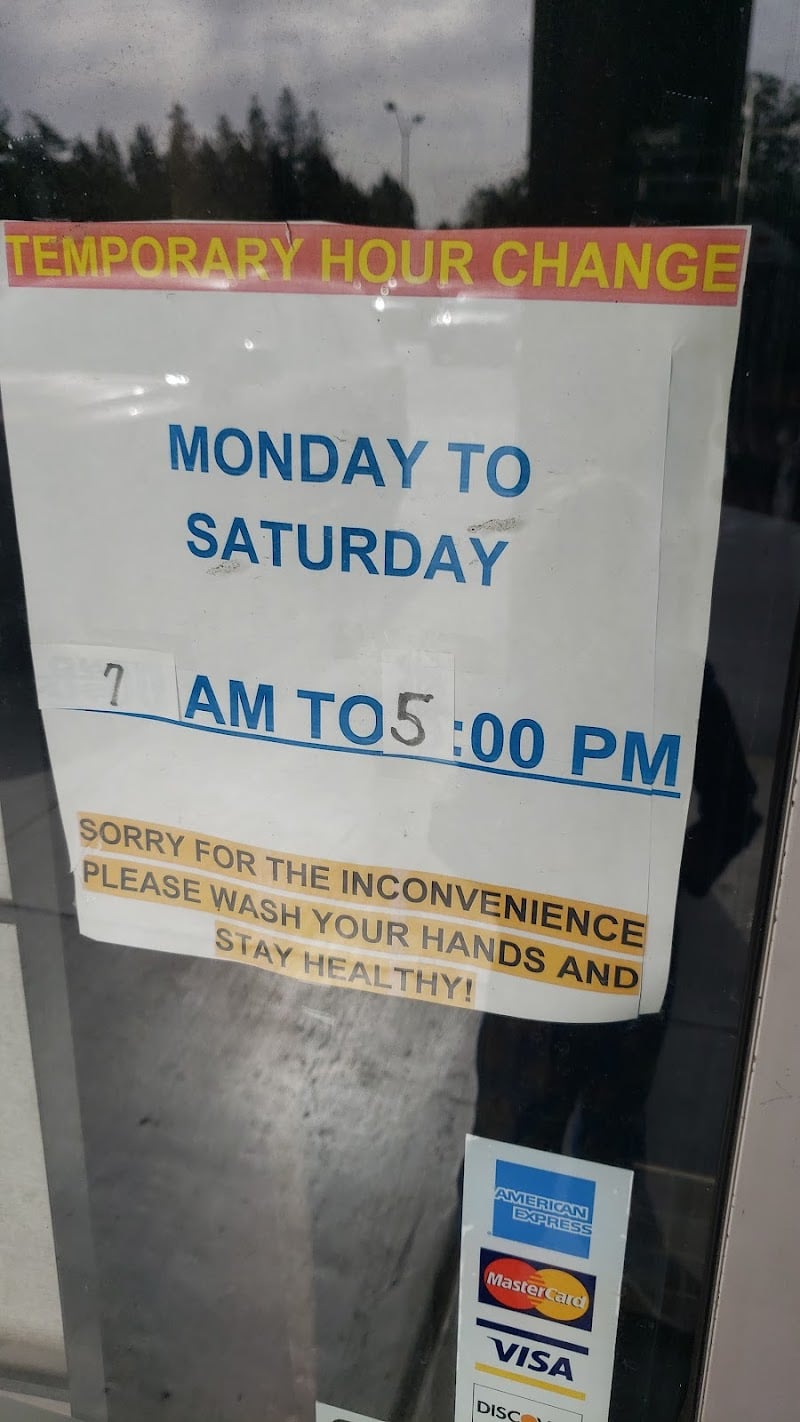 TEMPORARY HOUR CHANGE
MONDAY TO
SATURDAY
7 AM TO 5 :00 PM
SORRY FOR THE INCONVENIENCE
PLEASE WASH YOUR HANDS AND
STAY HEALTHY!
AMERICAN
EXPRESS
MasterCard
VISA